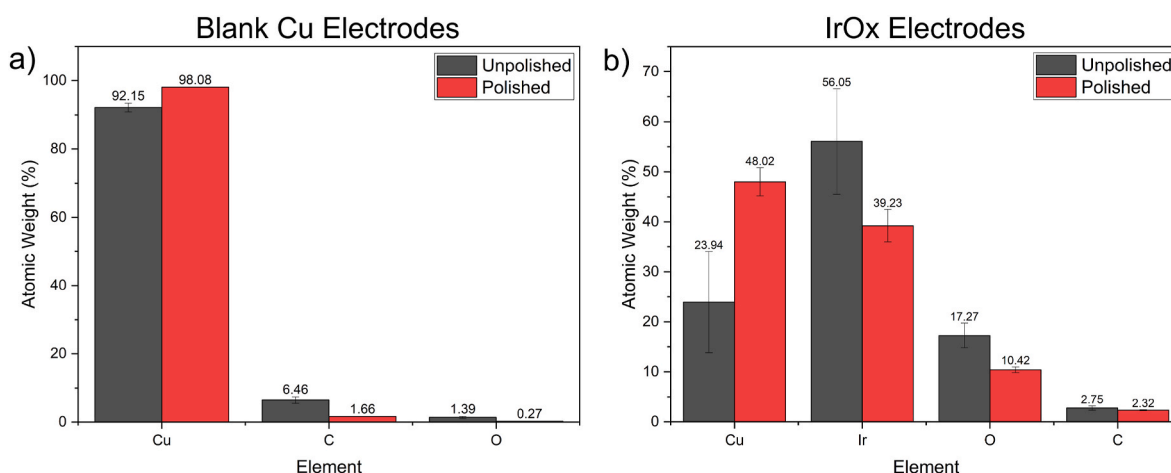 Blank Cu Electrodes
a)
Unpolished
Polished
100
80
60
40
20
0
Atomic Weight (%)
92.15
98.08
6.46
1.66
1.39
0.27
Cu C O
Element
IrOx Electrodes
b)
Unpolished
Polished
70
60
50
40
30
20
10
0
Atomic Weight (%)
23.94
48.02
56.05
39.23
17.27
10.42
2.75
2.32
Cu Ir O C
Element